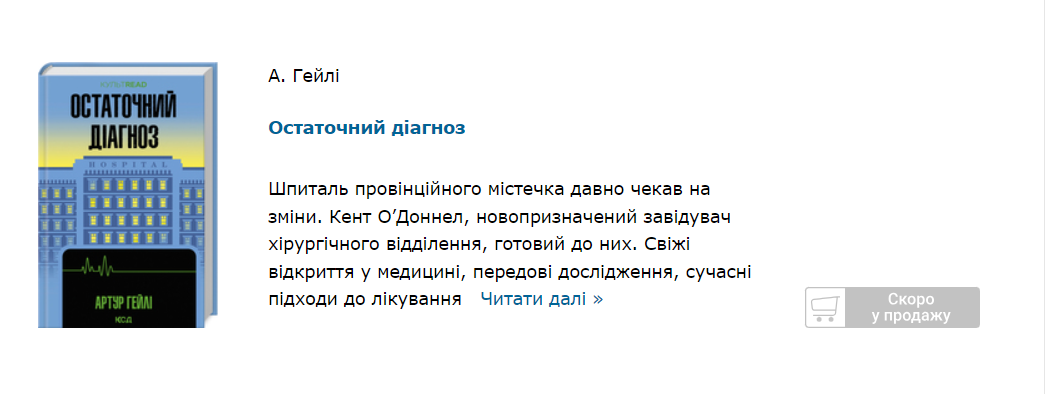 КУЛЬТREAD
ОСТАТОЧНИЙ
ДІАГНОЗ
HOSPITAL
АРТУР ГЕЙЛІ
КСД
А. Гейлі
Остаточний діагноз
Шпиталь провінційного містечка давно чекав на
зміни. Кент О’Доннел, новопризначений завідувач
хірургічного відділення, готовий до них. Свіжі
відкриття у медицині, передові дослідження, сучасні
підходи до лікування Читати далі »
Скоро
у продажу